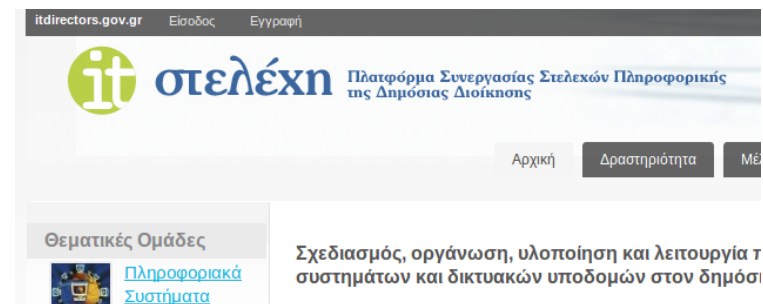 itdirectors.gov.gr Είσοδος Εγγραφή
it στελέχη Πλατφόρμα Συνεργασίας Στελεχών Πληροφορικής
της Δημόσιας Διοίκησης
Αρχική Δραστηριότητα
Θεματικές Ομάδες
Πληροφοριακά
Συστήματα
Σχεδιασμός, οργάνωση, υλοποίηση και λειτουργία
συστημάτων και δικτυακών υποδομών στον